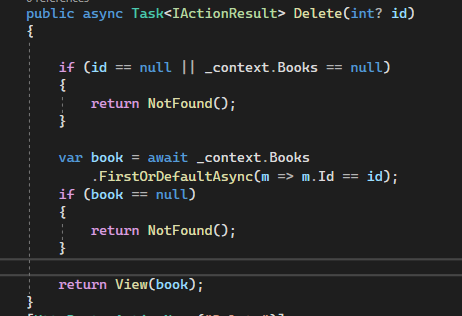 public async Task<IActionResult> Delete(int? id)
{
if (id == null || _context.Books == null)
{
return NotFound();
}
var book = await _context.Books
.FirstOrDefaultAsync(m => m.Id == id);
if (book == null)
{
return NotFound();
}
return View(book);
}